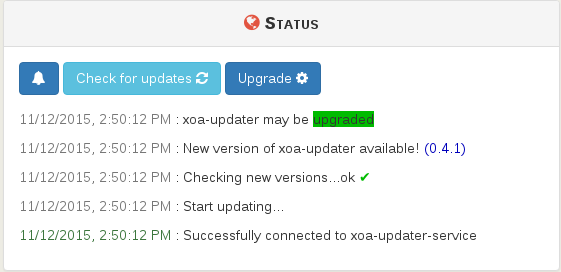 Status
Check for updates
Upgrade
11/12/2015, 2:50:12 PM : xoa-updater may be upgraded
11/12/2015, 2:50:12 PM : New version of xoa-updater available! (0.4.1)
11/12/2015, 2:50:12 PM : Checking new versions...ok ✔
11/12/2015, 2:50:12 PM : Start updating...
11/12/2015, 2:50:12 PM : Successfully connected to xoa-updater-service